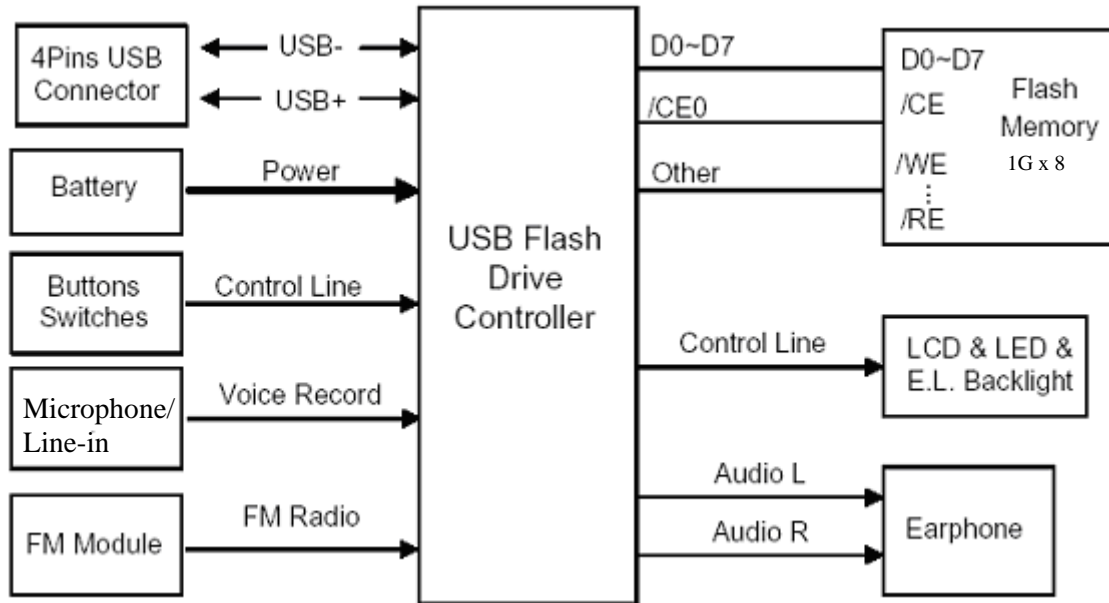 4Pins USB
Connector
USB-
USB+
Battery
Power
Buttons
Switches
Control Line
Microphone/
Line-in
Voice Record
FM Module
FM Radio
USB Flash
Drive
Controller
D0~D7
/CE0
Other
D0~D7
/CE
/WE
/RE
Flash
Memory
1G x 8
Control Line
LCD & LED &
E.L. Backlight
Audio L
Audio R
Earphone